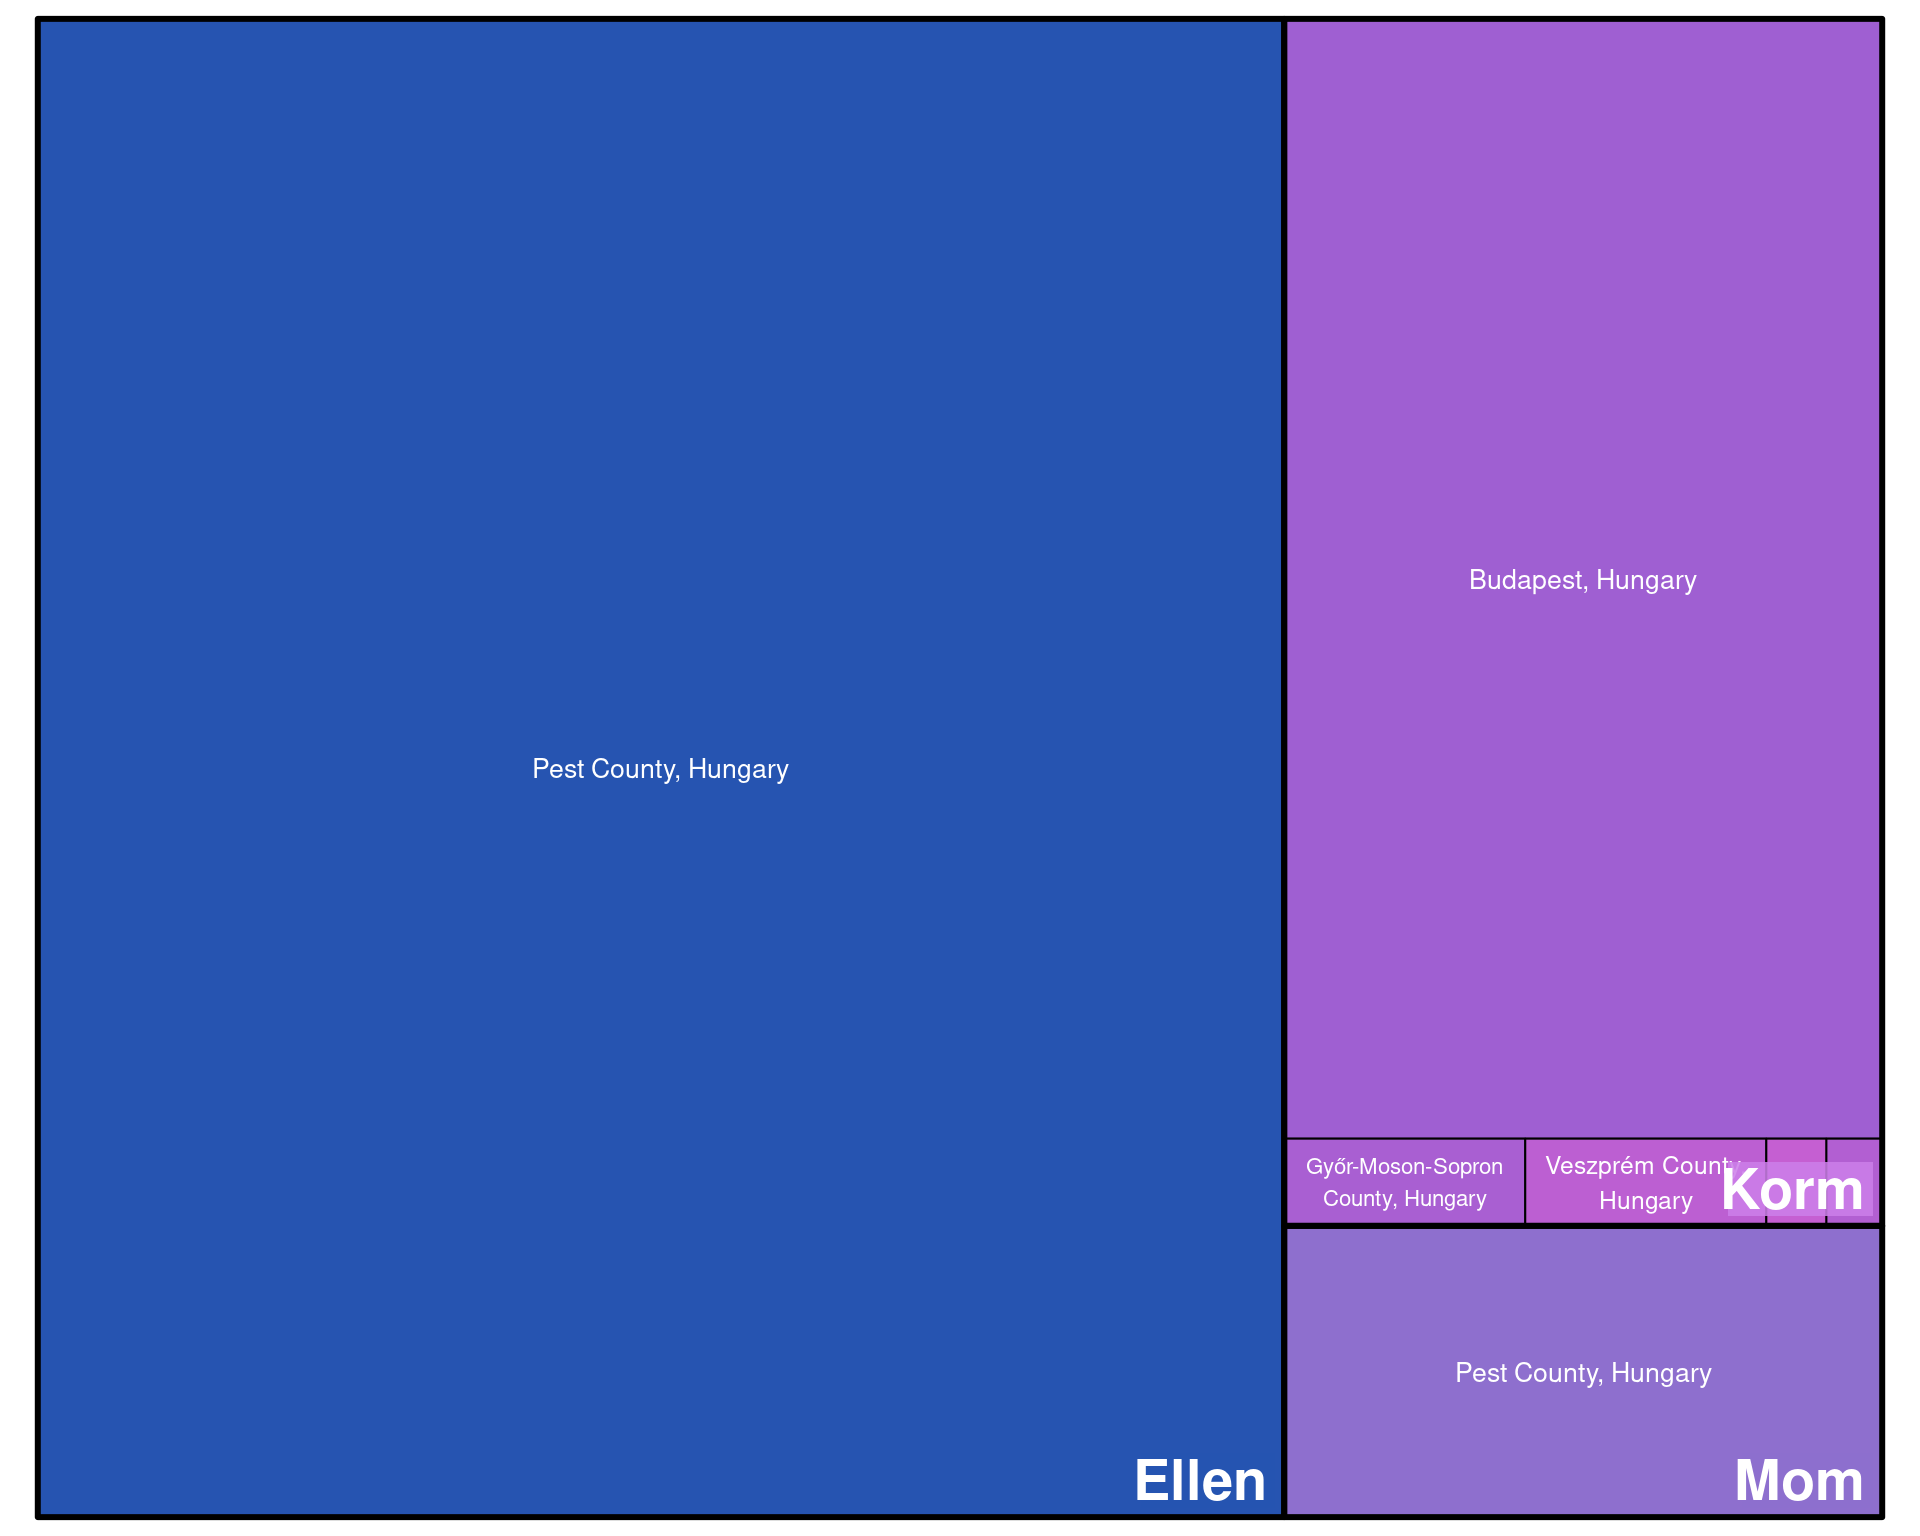 Budapest, Hungary
Pest County, Hungary
Győr-Moson-Sopron
County, Hungary
Veszprém County
Hungary
Korm
Pest County, Hungary
Ellen
Mom